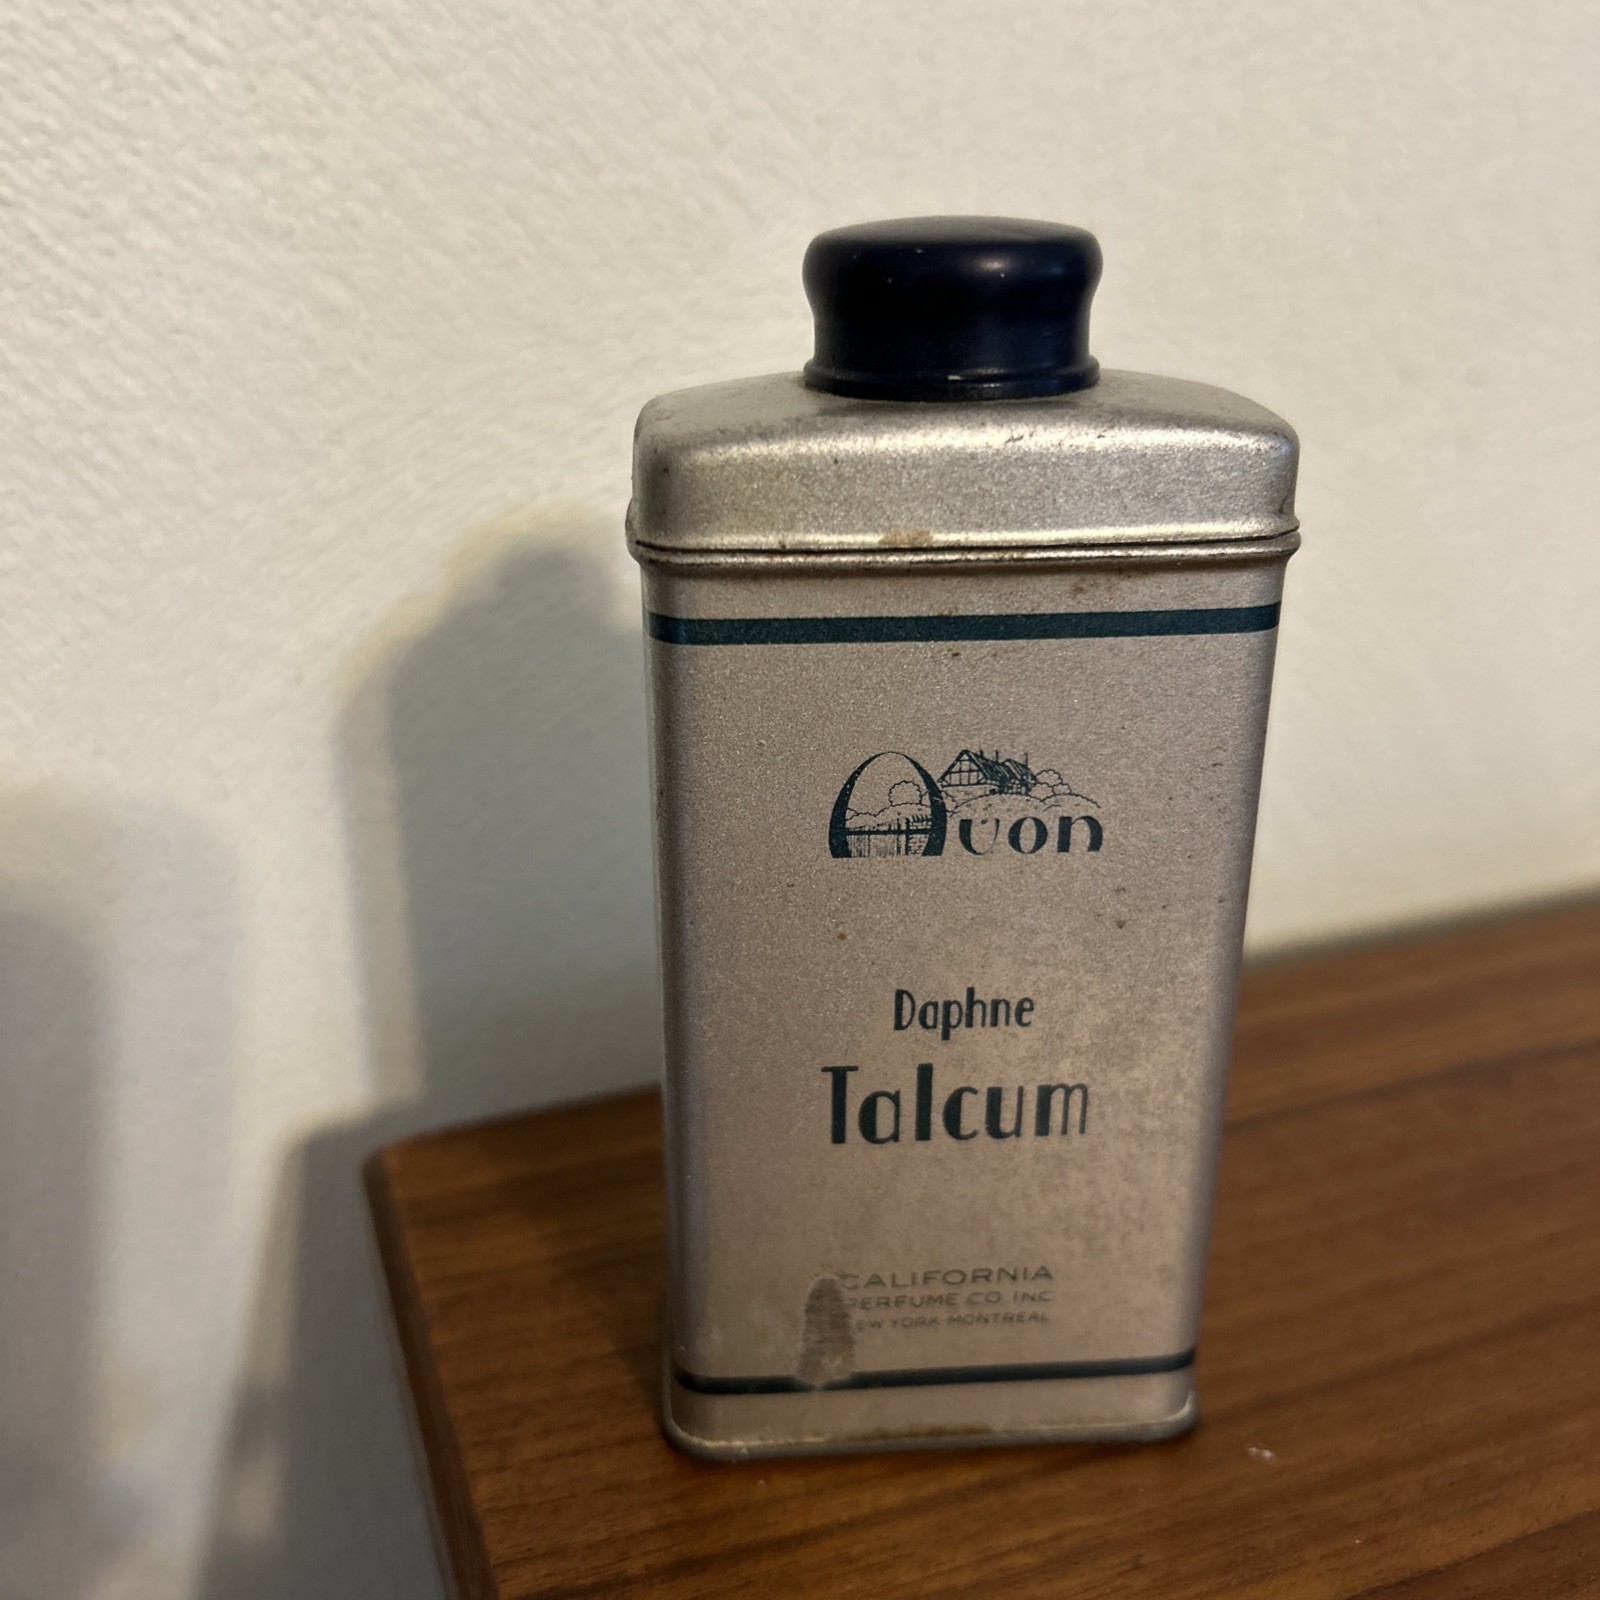 Avon
Daphne
Talcum
CALIFORNIA
PERFUME CO. INC.
NEW YORK MONTREAL